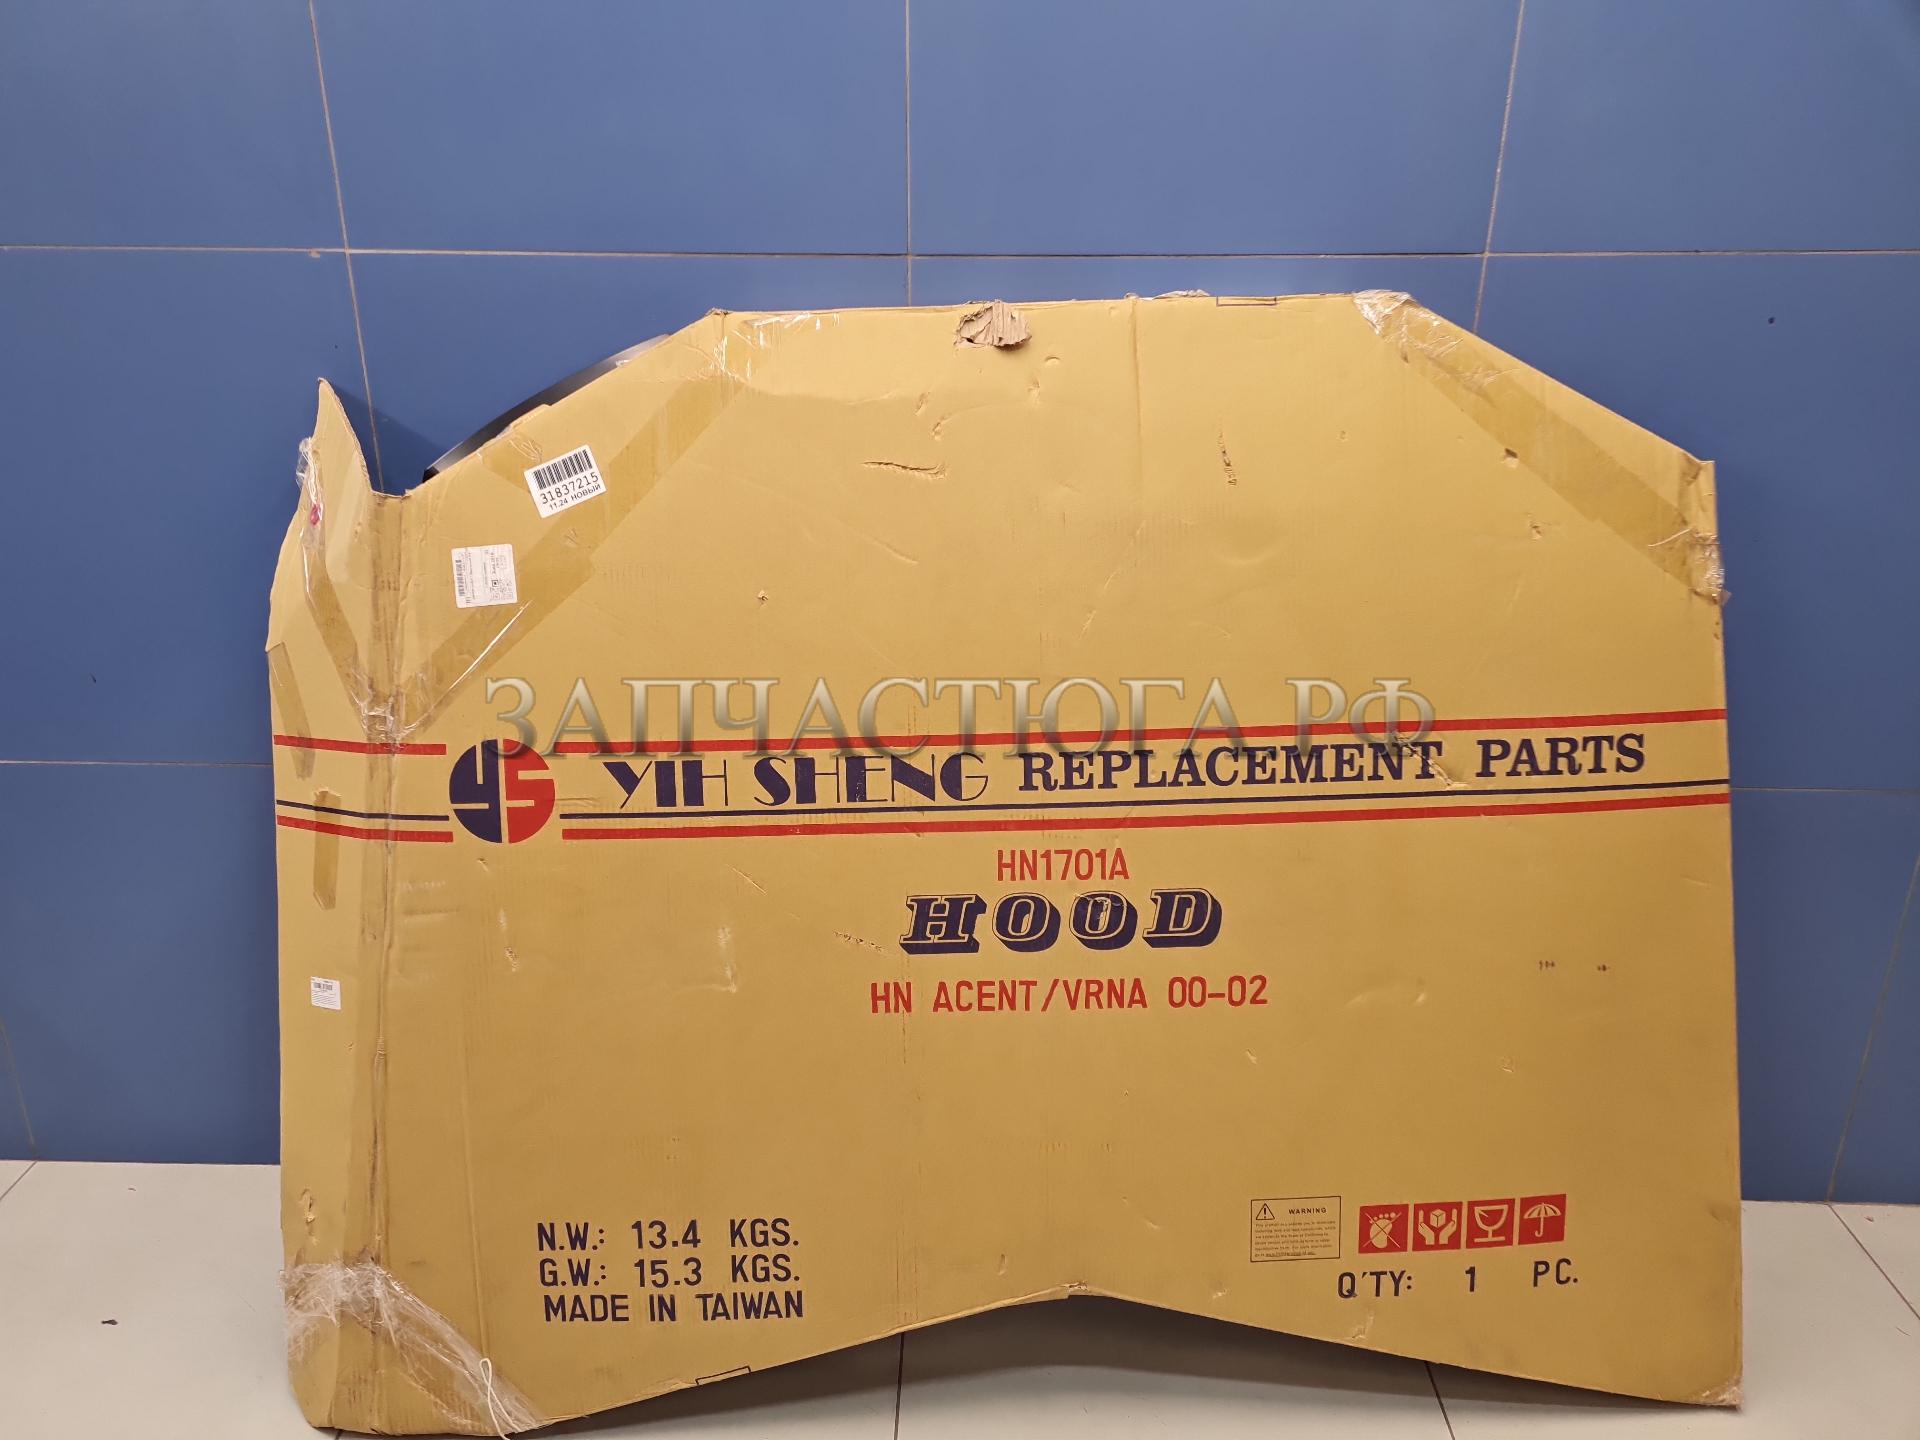 31837215
11.24 НОВЫЙ
ЗАПЧАСТЮГА.РФ
YS YIH SHENG REPLACEMENT PARTS
HN1701A
HOOD
HN ACENT/VRNA 00-02
N.W.: 13.4 KGS.
G.W.: 15.3 KGS.
MADE IN TAIWAN
WARNING
Q'TY: 1 PC.